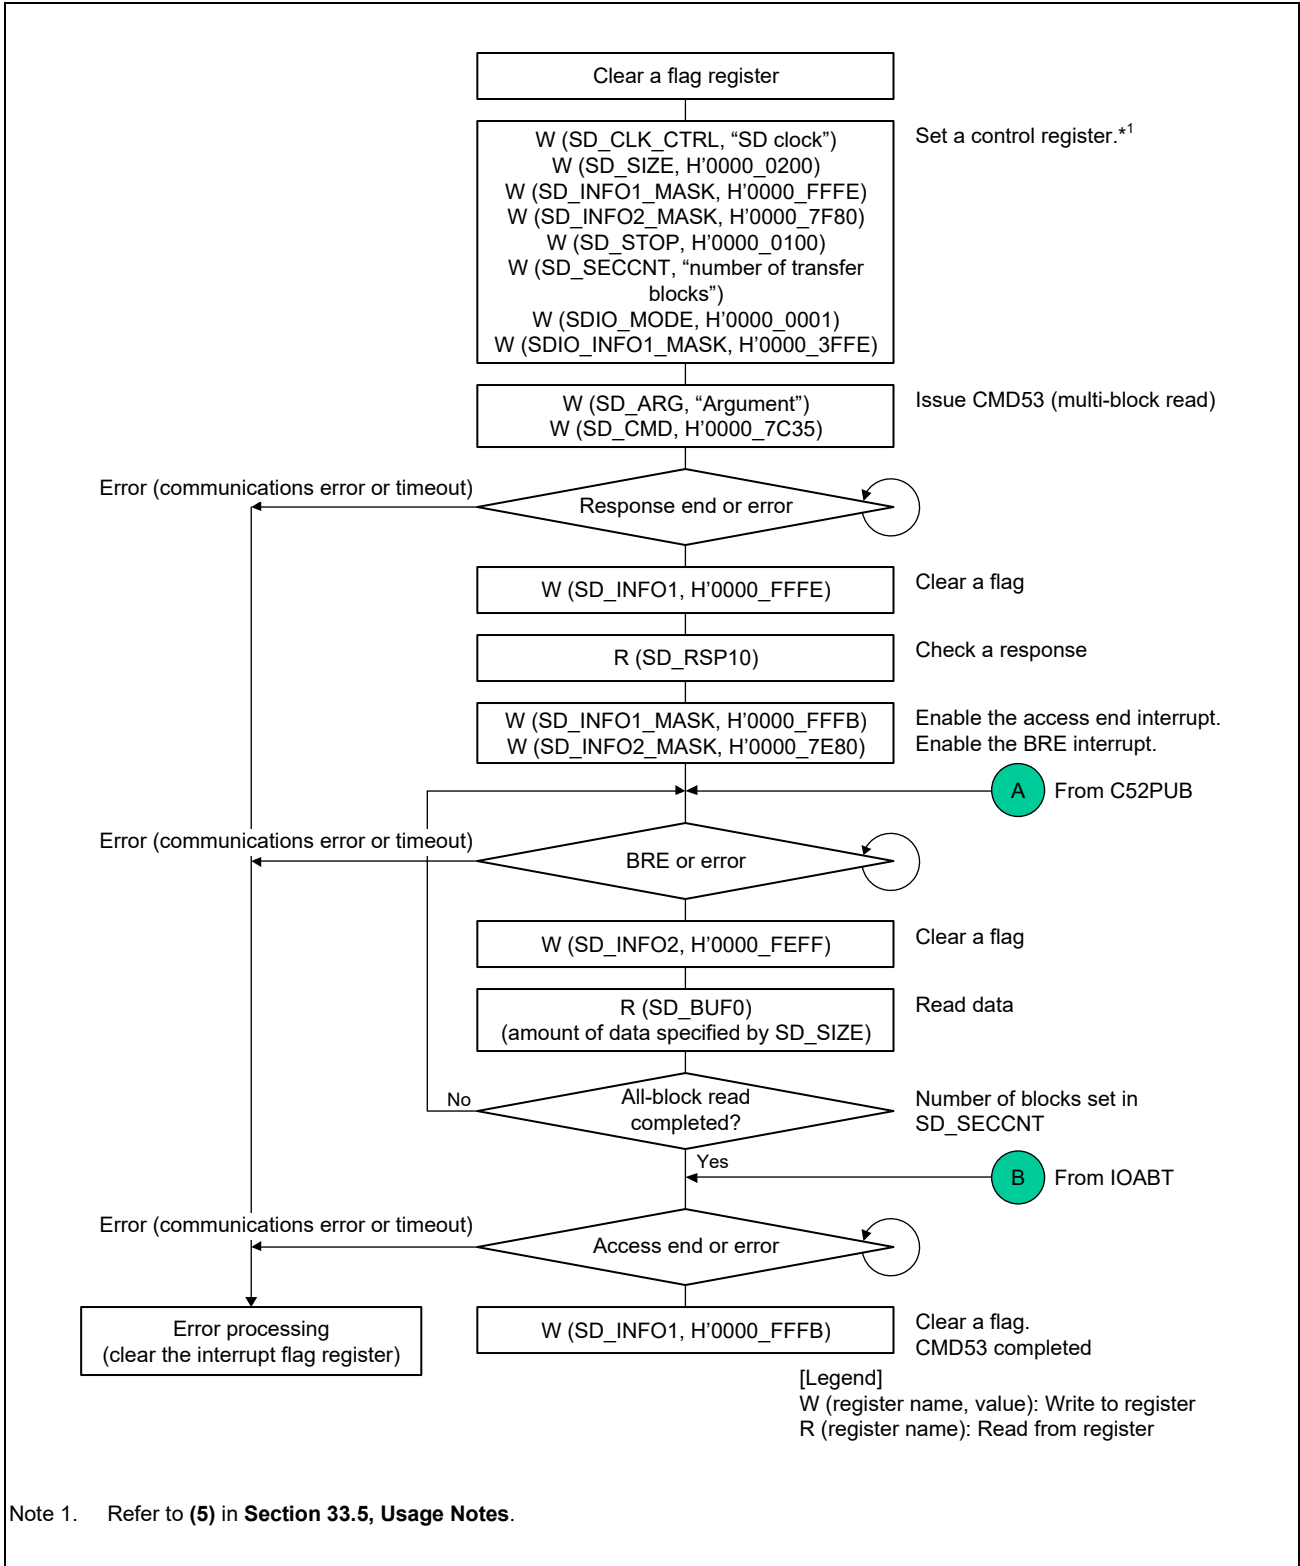 Clear a flag register
W (SD_CLK_CTRL, “SD clock”)
W (SD_SIZE, H’0000_0200)
W (SD_INFO1_MASK, H’0000_FFFE)
W (SD_INFO2_MASK, H’0000_7F80)
W (SD_STOP, H’0000_0100)
W (SD_SECCNT, “number of transfer
blocks”)
W (SDIO_MODE, H’0000_0001)
W (SDIO_INFO1_MASK, H’0000_3FFE)
Set a control register.*1
W (SD_ARG, “Argument”)
W (SD_CMD, H’0000_7C35)
Issue CMD53 (multi-block read)
Error (communications error or timeout)
Response end or error
W (SD_INFO1, H’0000_FFFE)
Clear a flag
R (SD_RSP10)
Check a response
W (SD_INFO1_MASK, H’0000_FFFB)
W (SD_INFO2_MASK, H’0000_7E80)
Enable the access end interrupt.
Enable the BRE interrupt.
A
From C52PUB
Error (communications error or timeout)
BRE or error
W (SD_INFO2, H’0000_FEFF)
Clear a flag
R (SD_BUF0)
(amount of data specified by SD_SIZE)
Read data
No
All-block read
completed?
Number of blocks set in
SD_SECCNT
Yes
B
From IOABT
Error (communications error or timeout)
Access end or error
Error processing
(clear the interrupt flag register)
W (SD_INFO1, H’0000_FFFB)
Clear a flag.
CMD53 completed
[Legend]
W (register name, value): Write to register
R (register name): Read from register
Note 1. Refer to (5) in Section 33.5, Usage Notes.